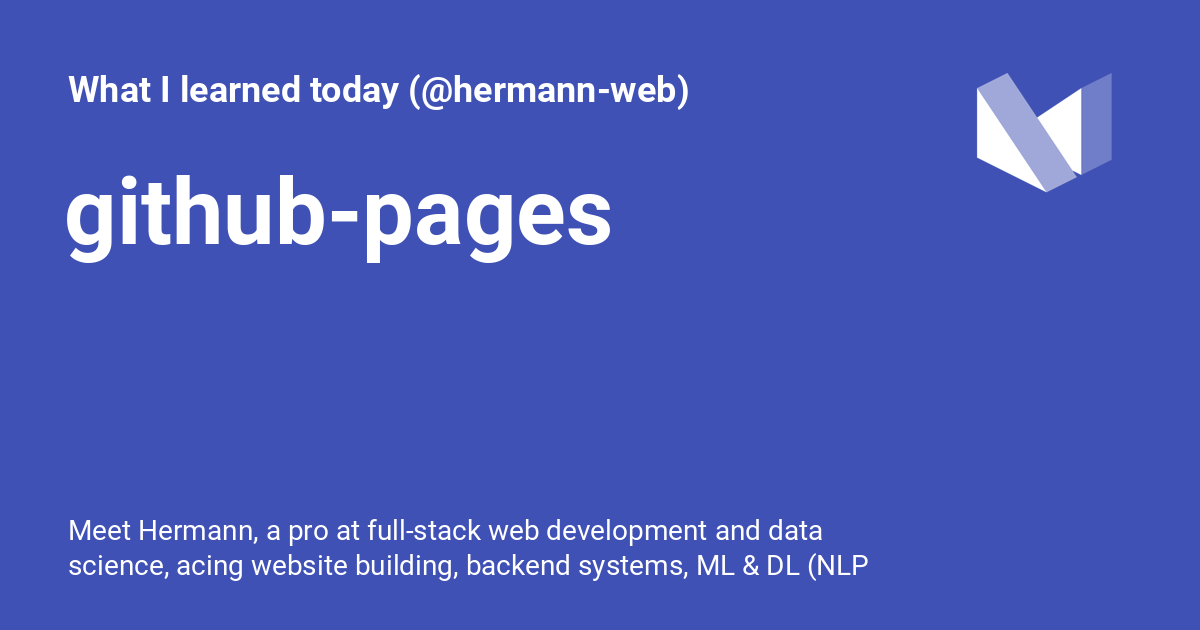 What I learned today (@hermann-web)
github-pages
Meet Hermann, a pro at full-stack web development and data
science, acing website building, backend systems, ML & DL (NLP